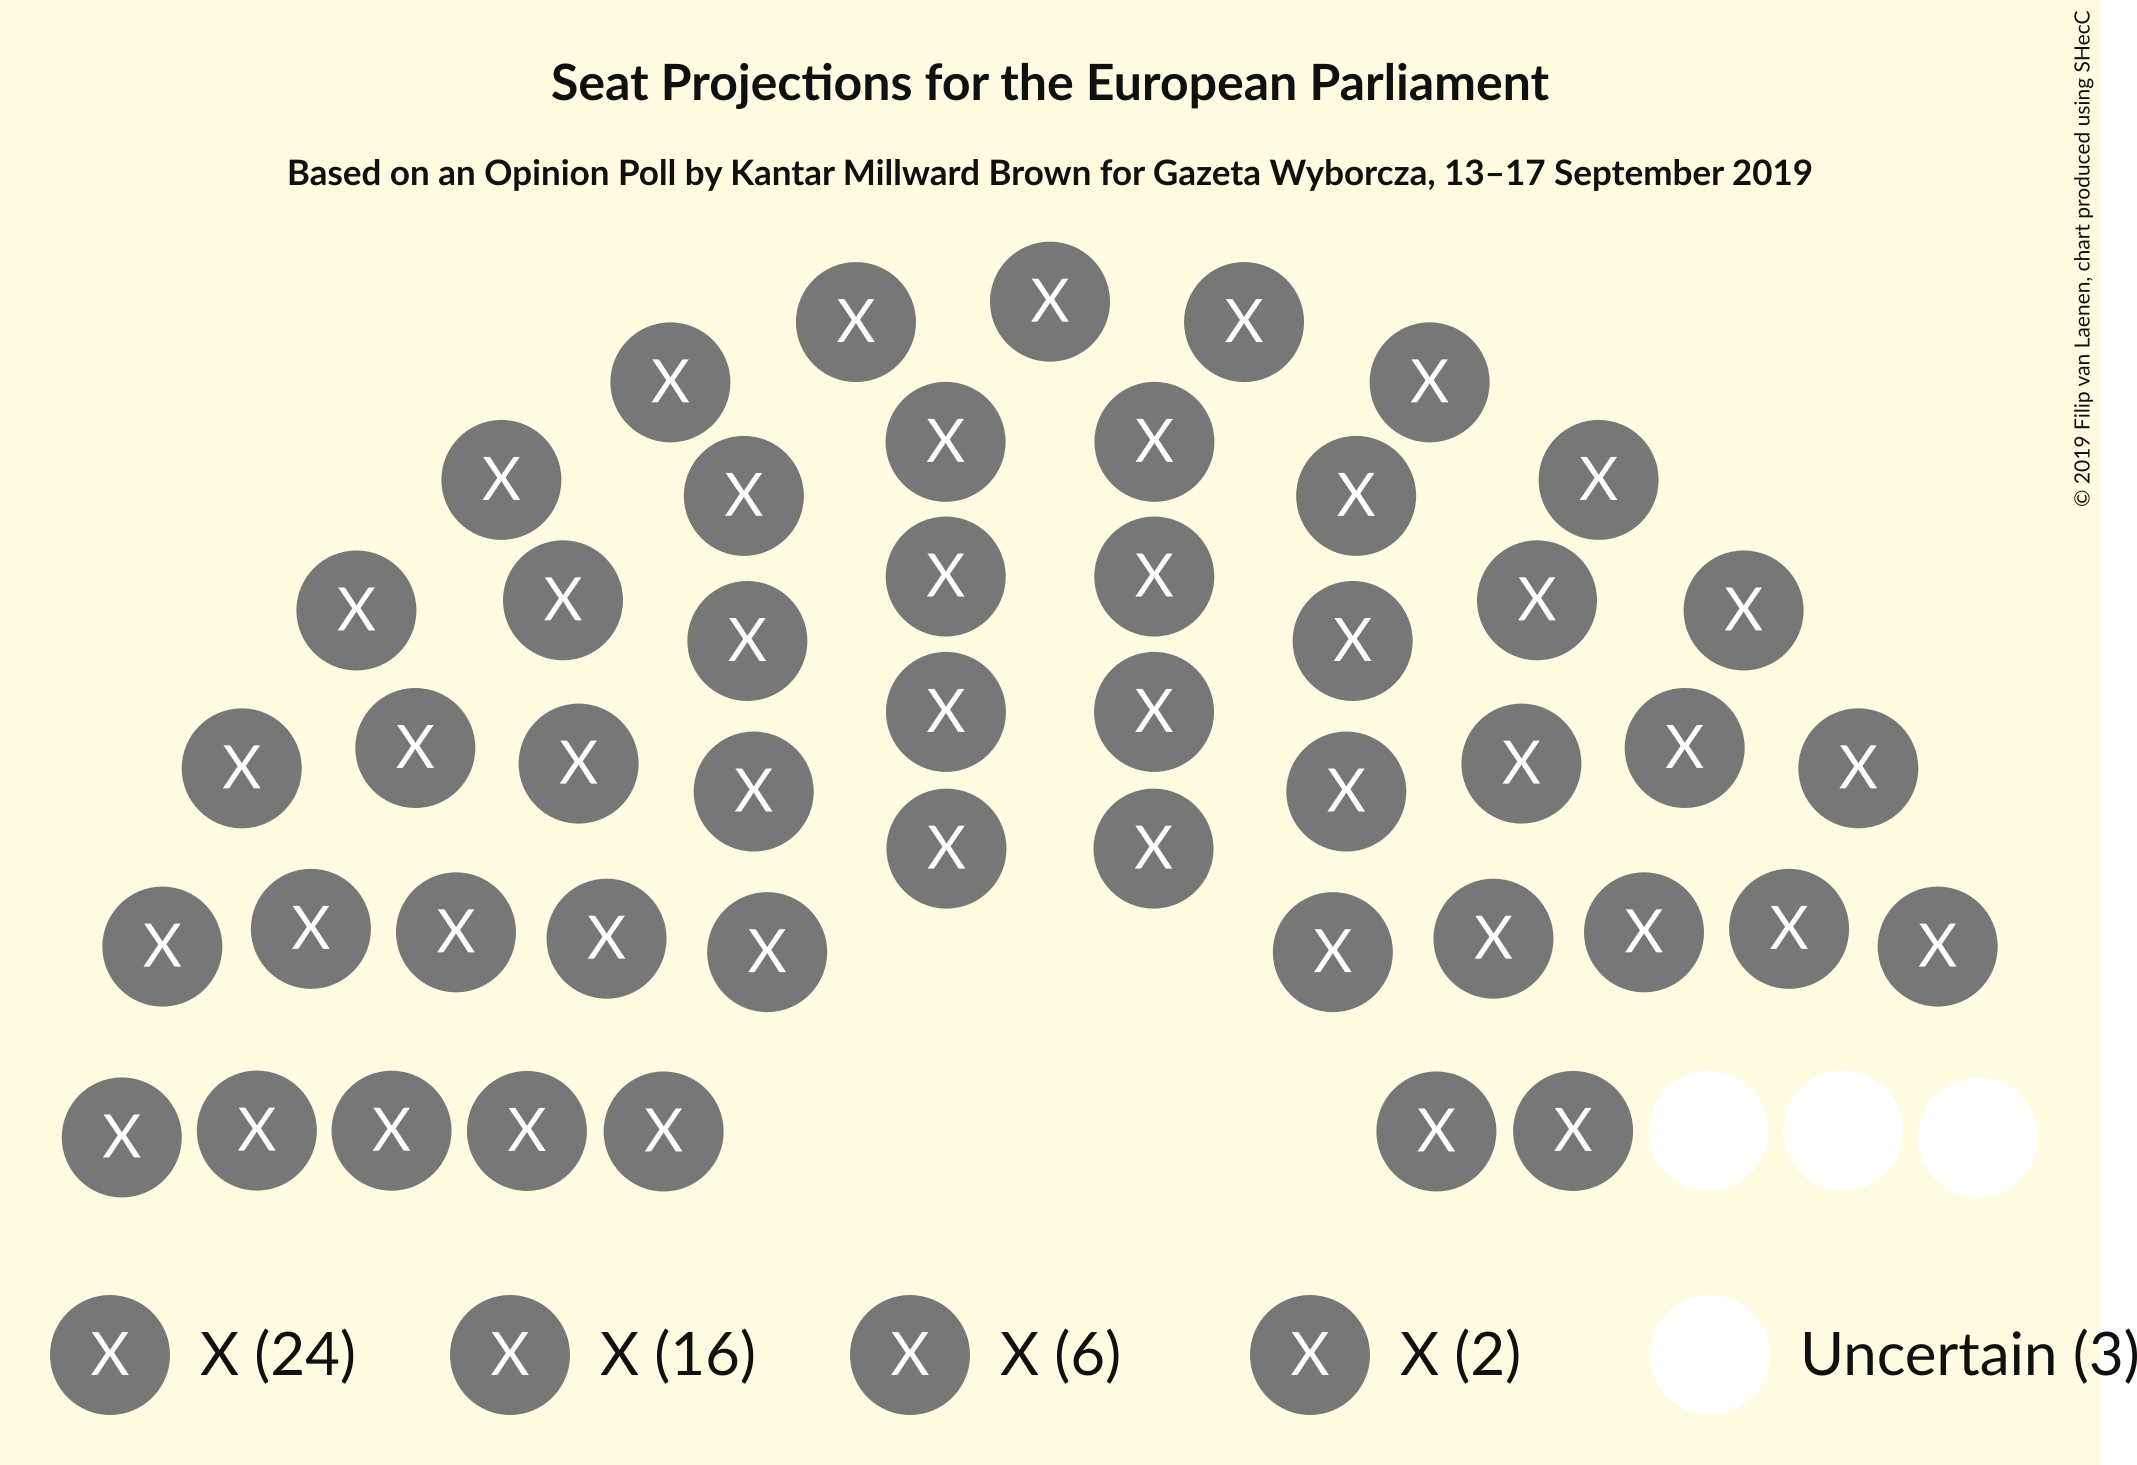 Seat Projections for the European Parliament
Based on an Opinion Poll by Kantar Millward Brown for Gazeta Wyborcza, 13–17 September 2019
© 2019 Filip van Laenen, chart produced using SHecC
X X X
X X
X X
X X X X
X X
X X X X
X X
X X
X X X X X X X X
X X
X X X X X X X X X X
X X X X X X X
X X (24) X X (16) X X (6) X X (2) Uncertain (3)